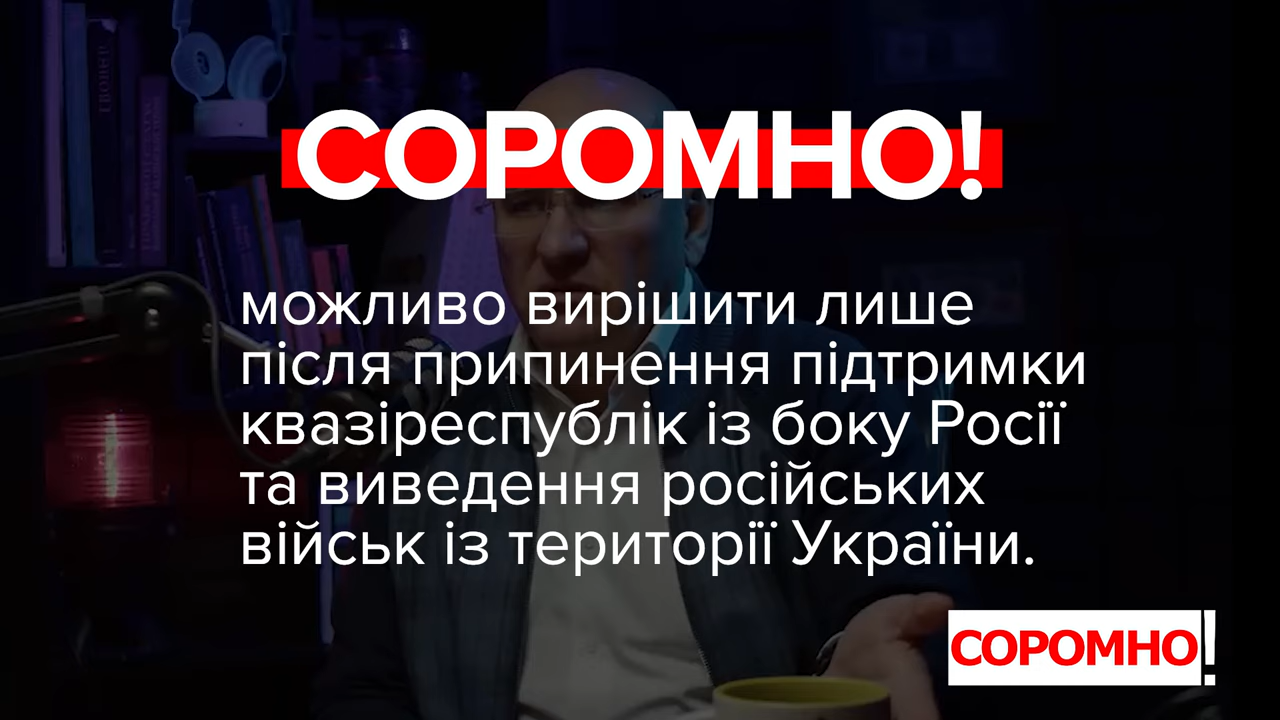 СОРОМНО!
можливо вирішити лише
після припинення підтримки
квазіреспублік із боку Росії
та виведення російських
військ із території України.
СОРОМНО!